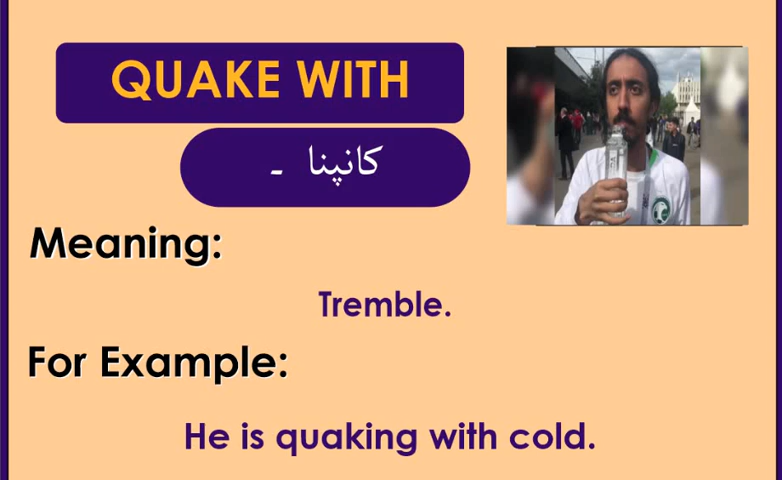 QUAKE WITH
کانپنا ۔
Meaning:
Tremble.
For Example:
He is quaking with cold.